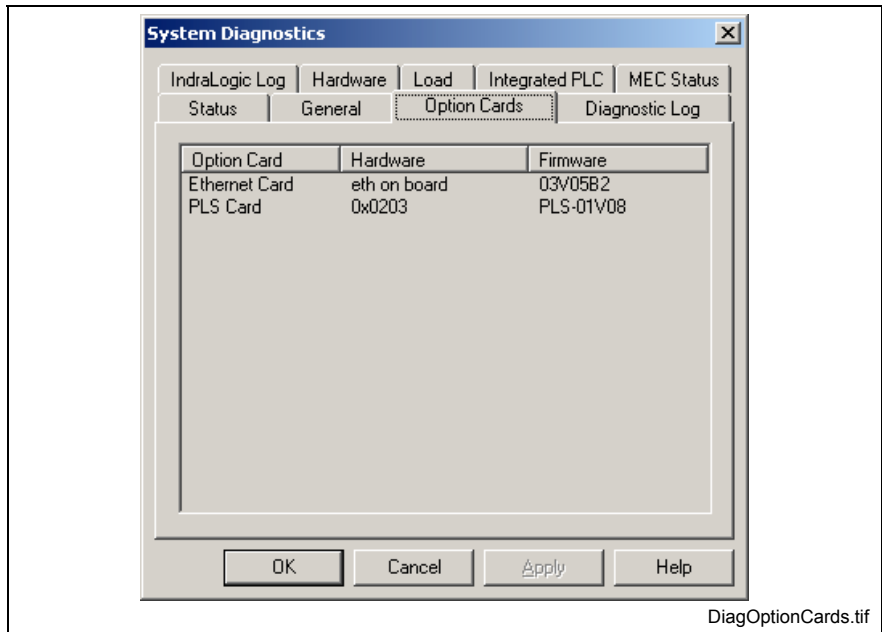 System Diagnostics
IndraLogic Log Hardware Load Integrated PLC MEC Status
Status General Option Cards Diagnostic Log
Option Card Hardware Firmware
Ethernet Card eth on board 03V05B2
PLS Card 0x0203 PLS-01V08
OK Cancel Apply Help
DiagOptionCards.tif